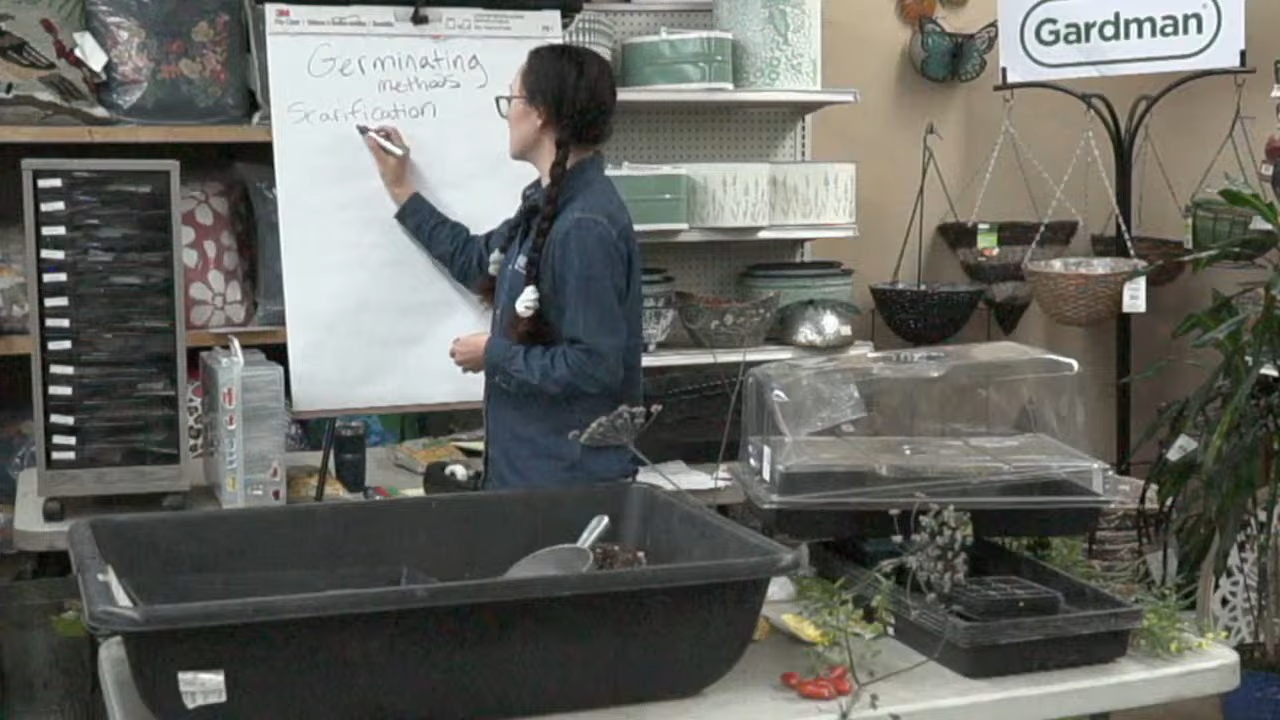 3M
Germinating
methods
Scarification
Gardman®